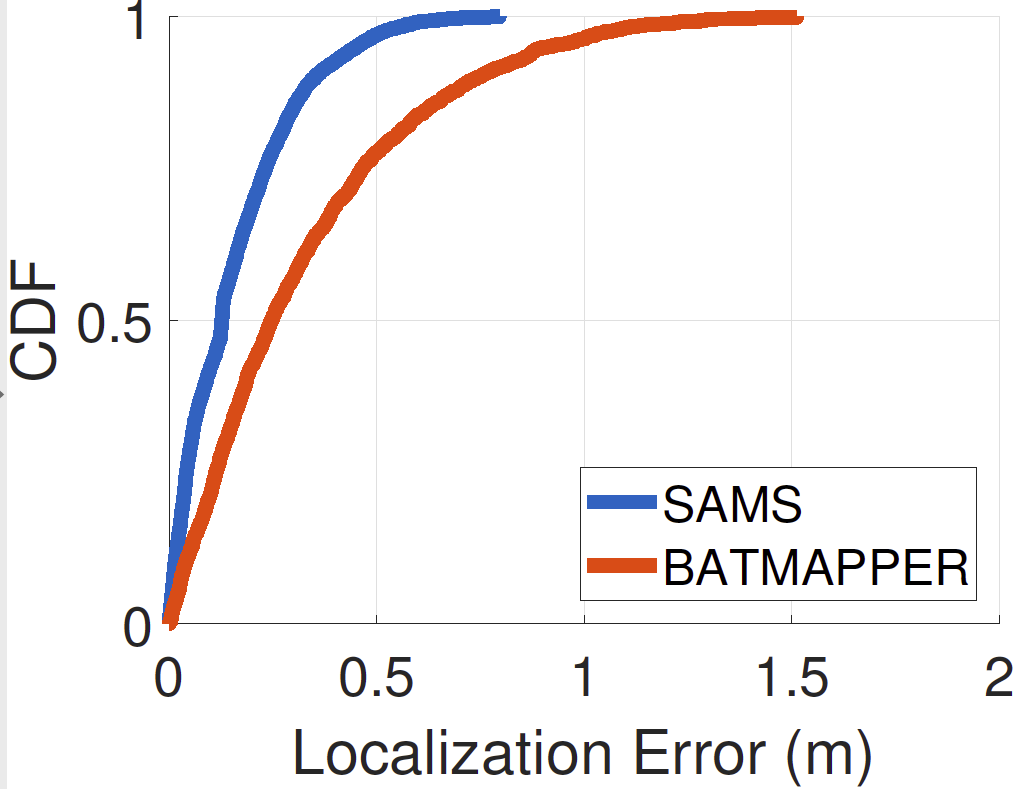 1
0.5
0
CDF
SAMS
BATMAPPER
0 0.5 1 1.5 2
Localization Error (m)